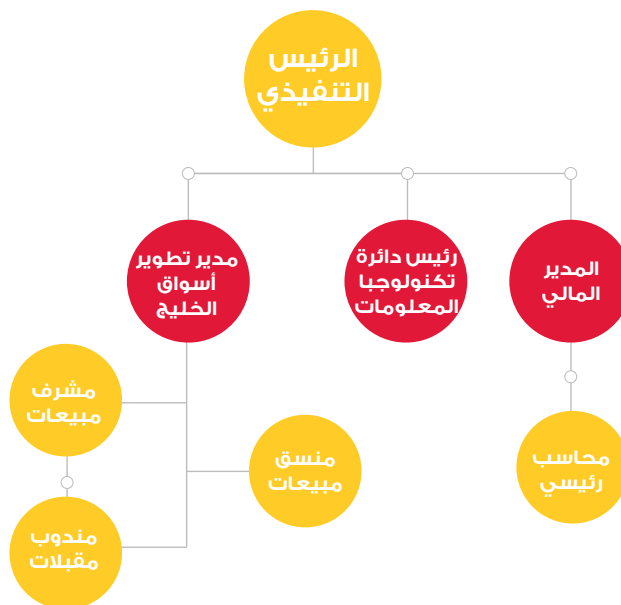 الرئيس
التنفيذي
المدير
المالي
رئيس دائرة
تكنولوجبا
المعلومات
مدير تطوير
أسواق
الخليج
محاسب
رئيسي
منسق
مبيعات
مشرف
مبيعات
مندوب
مقبلات